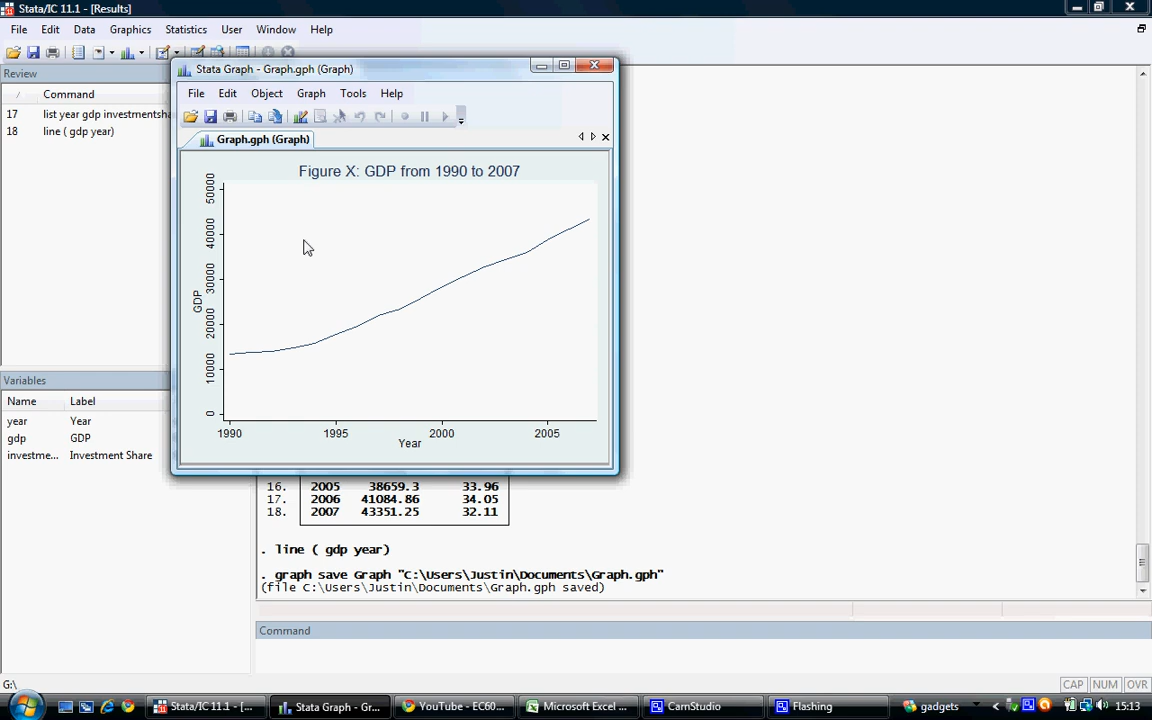 Stata/IC 11.1 - [Results]
File Edit Data Graphics Statistics User Window Help
Review
Command
17 list year gdp investmentsha
18 line ( gdp year)
Variables
Name Label
year Year
gdp GDP
investme... Investment Share
Stata Graph - Graph.gph (Graph)
File Edit Object Graph Tools Help
Graph.gph (Graph)
Figure X: GDP from 1990 to 2007
50000
40000
30000
20000
10000
0
GDP
1990 1995 2000 2005
Year
16. 2005 38659.3 33.96
17. 2006 41084.86 34.05
18. 2007 43351.25 32.11
. line ( gdp year)
. graph save Graph "C:\Users\Justin\Documents\Graph.gph"
(file C:\Users\Justin\Documents\Graph.gph saved)
Command
G:\
CAP NUM OVR
Stata/IC 11.1 - [... Stata Graph - Gr... YouTube - EC60... Microsoft Excel ... CamStudio Flashing gadgets 15:13